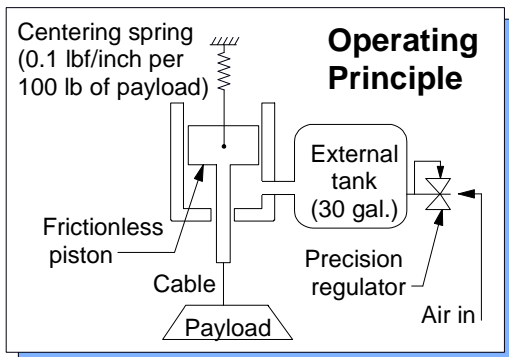 Centering spring
(0.1 lbf/inch per
100 lb of payload)
Operating
Principle
External
tank
(30 gal.)
Frictionless
piston
Precision
regulator
Cable
Air in
Payload